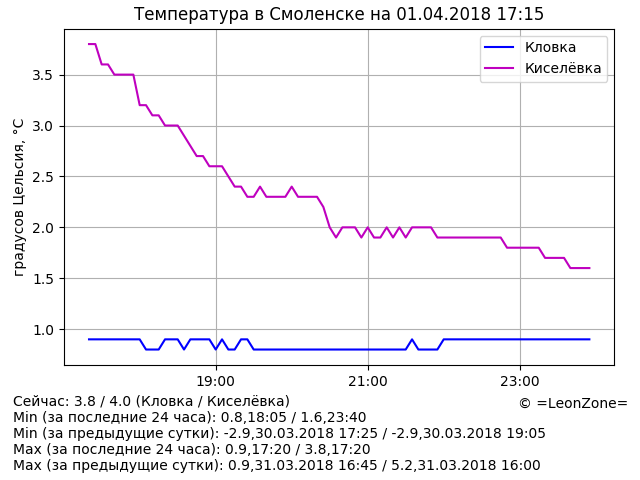 Температура в Смоленске на 01.04.2018 17:15
Кловка
Киселёвка
градусов Цельсия, °C
3.5
3.0
2.5
2.0
1.5
1.0
19:00
21:00
23:00
Сейчас: 3.8 / 4.0 (Кловка / Киселёвка)
© =LeonZone=
Min (за последние 24 часа): 0.8,18:05 / 1.6,23:40
Min (за предыдущие сутки): -2.9,30.03.2018 17:25 / -2.9,30.03.2018 19:05
Max (за последние 24 часа): 0.9,17:20 / 3.8,17:20
Max (за предыдущие сутки): 0.9,31.03.2018 16:45 / 5.2,31.03.2018 16:00